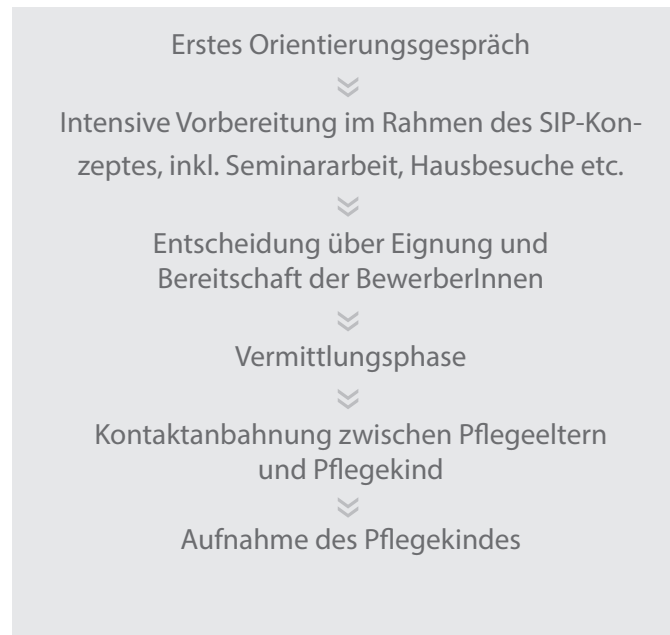 Erstes Orientierungsgespräch
Intensive Vorbereitung im Rahmen des SIP-Kon-
zeptes, inkl. Seminararbeit, Hausbesuche etc.
Entscheidung über Eignung und
Bereitschaft der BewerberInnen
Vermittlungsphase
Kontaktanbahnung zwischen Pflegeeltern
und Pflegekind
Aufnahme des Pflegekindes